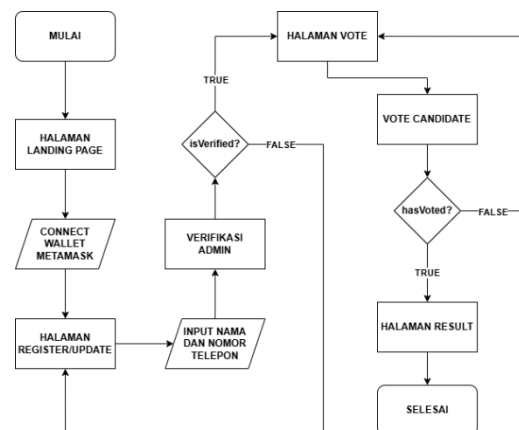 MULAI
HALAMAN
LANDING PAGE
CONNECT
WALLET
METAMASK
HALAMAN
REGISTER/UPDATE
INPUT NAMA
DAN NOMOR
TELEPON
VERIFIKASI
ADMIN
isVerified?
TRUE
FALSE
HALAMAN VOTE
VOTE CANDIDATE
hasVoted?
FALSE
TRUE
HALAMAN RESULT
SELESAI